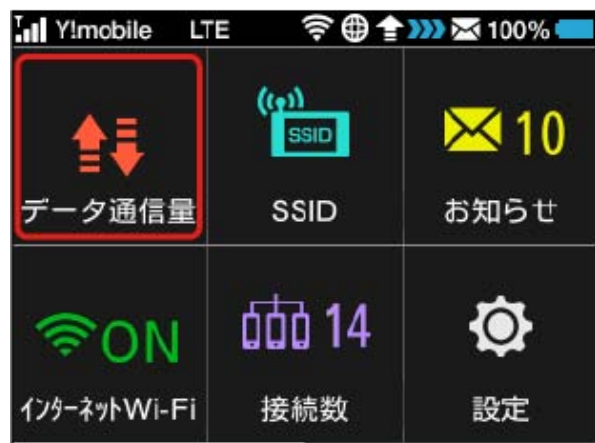 Y!mobile LTE 100%
SSID 10
データ通信量 SSID お知らせ
ON 14
インターネットWi-Fi 接続数 設定